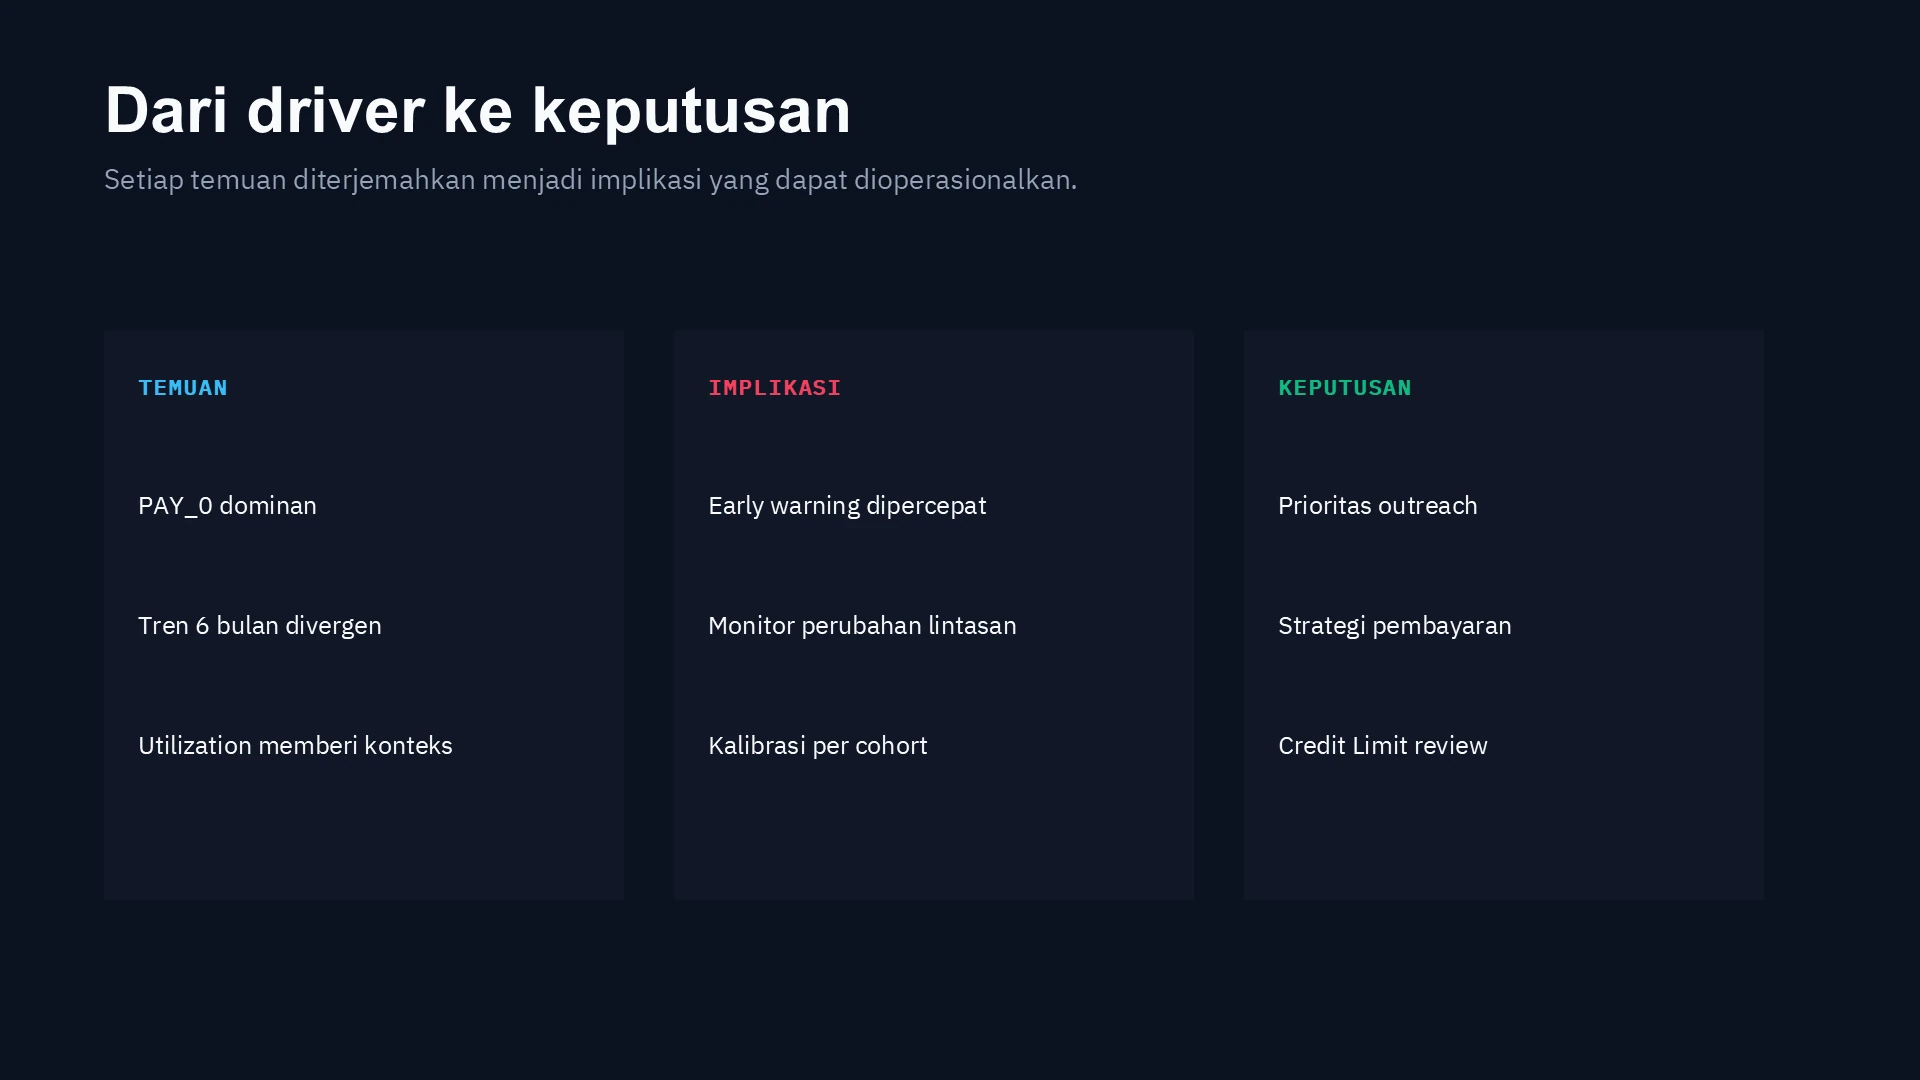 Dari driver ke keputusan
Setiap temuan diterjemahkan menjadi implikasi yang dapat dioperasionalkan.
TEMUAN
PAY_0 dominan
Tren 6 bulan divergen
Utilization memberi konteks
IMPLIKASI
Early warning dipercepat
Monitor perubahan lintasan
Kalibrasi per cohort
KEPUTUSAN
Prioritas outreach
Strategi pembayaran
Credit Limit review